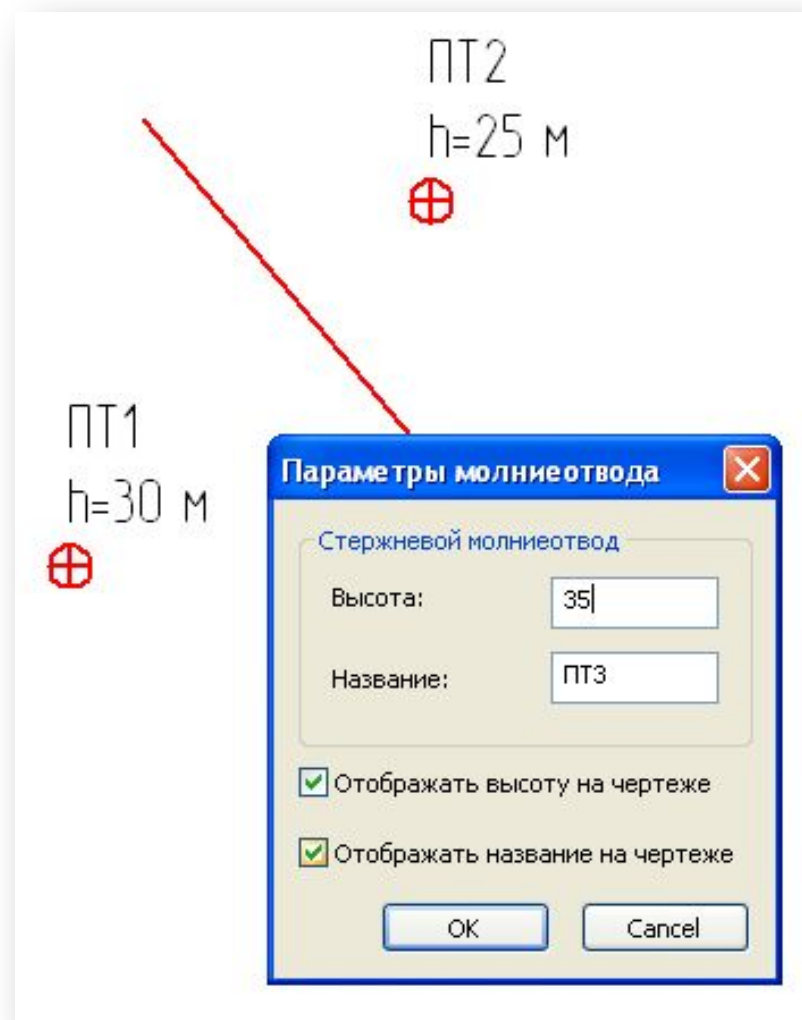 ПТ2
h=25 м
ПТ1
h=30 м
Параметры молниеотвода
Стержневой молниеотвод
Высота: 35
Название: ПТ3
Отображать высоту на чертеже
Отображать название на чертеже
OK Cancel